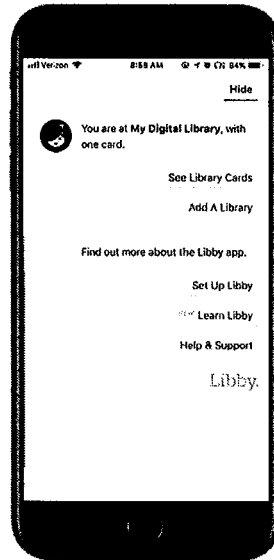 Verizon 8:58 AM 84%
Hide
You are at My Digital Library, with
one card.
See Library Cards
Add A Library
Find out more about the Libby app.
Set Up Libby
Learn Libby
Help & Support
Libby.